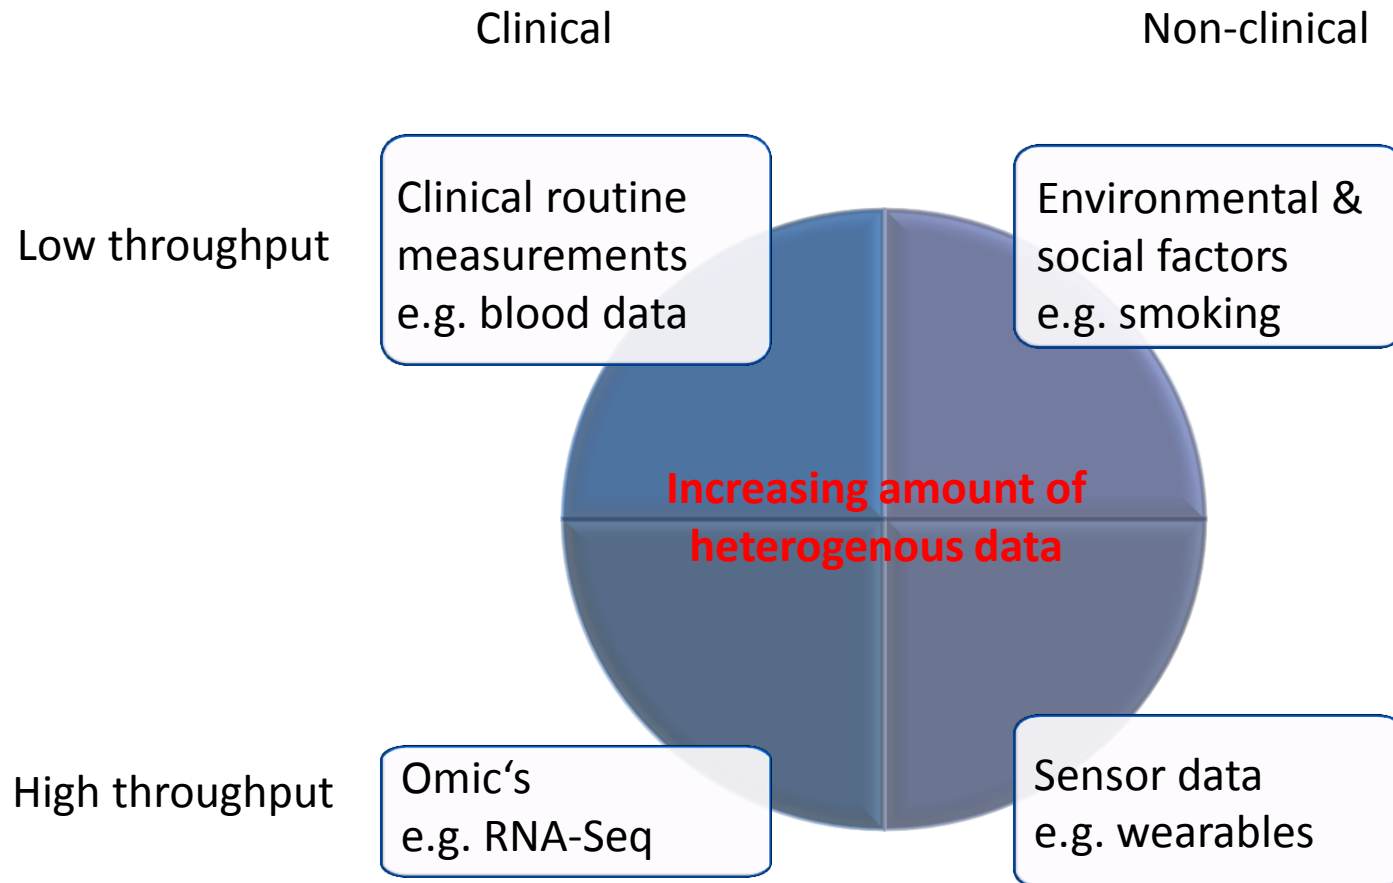 Clinical
Non-clinical
Low throughput
Clinical routine
measurements
e.g. blood data
Environmental &
social factors
e.g. smoking
Increasing amount of
heterogenous data
High throughput
Omic‘s
e.g. RNA-Seq
Sensor data
e.g. wearables